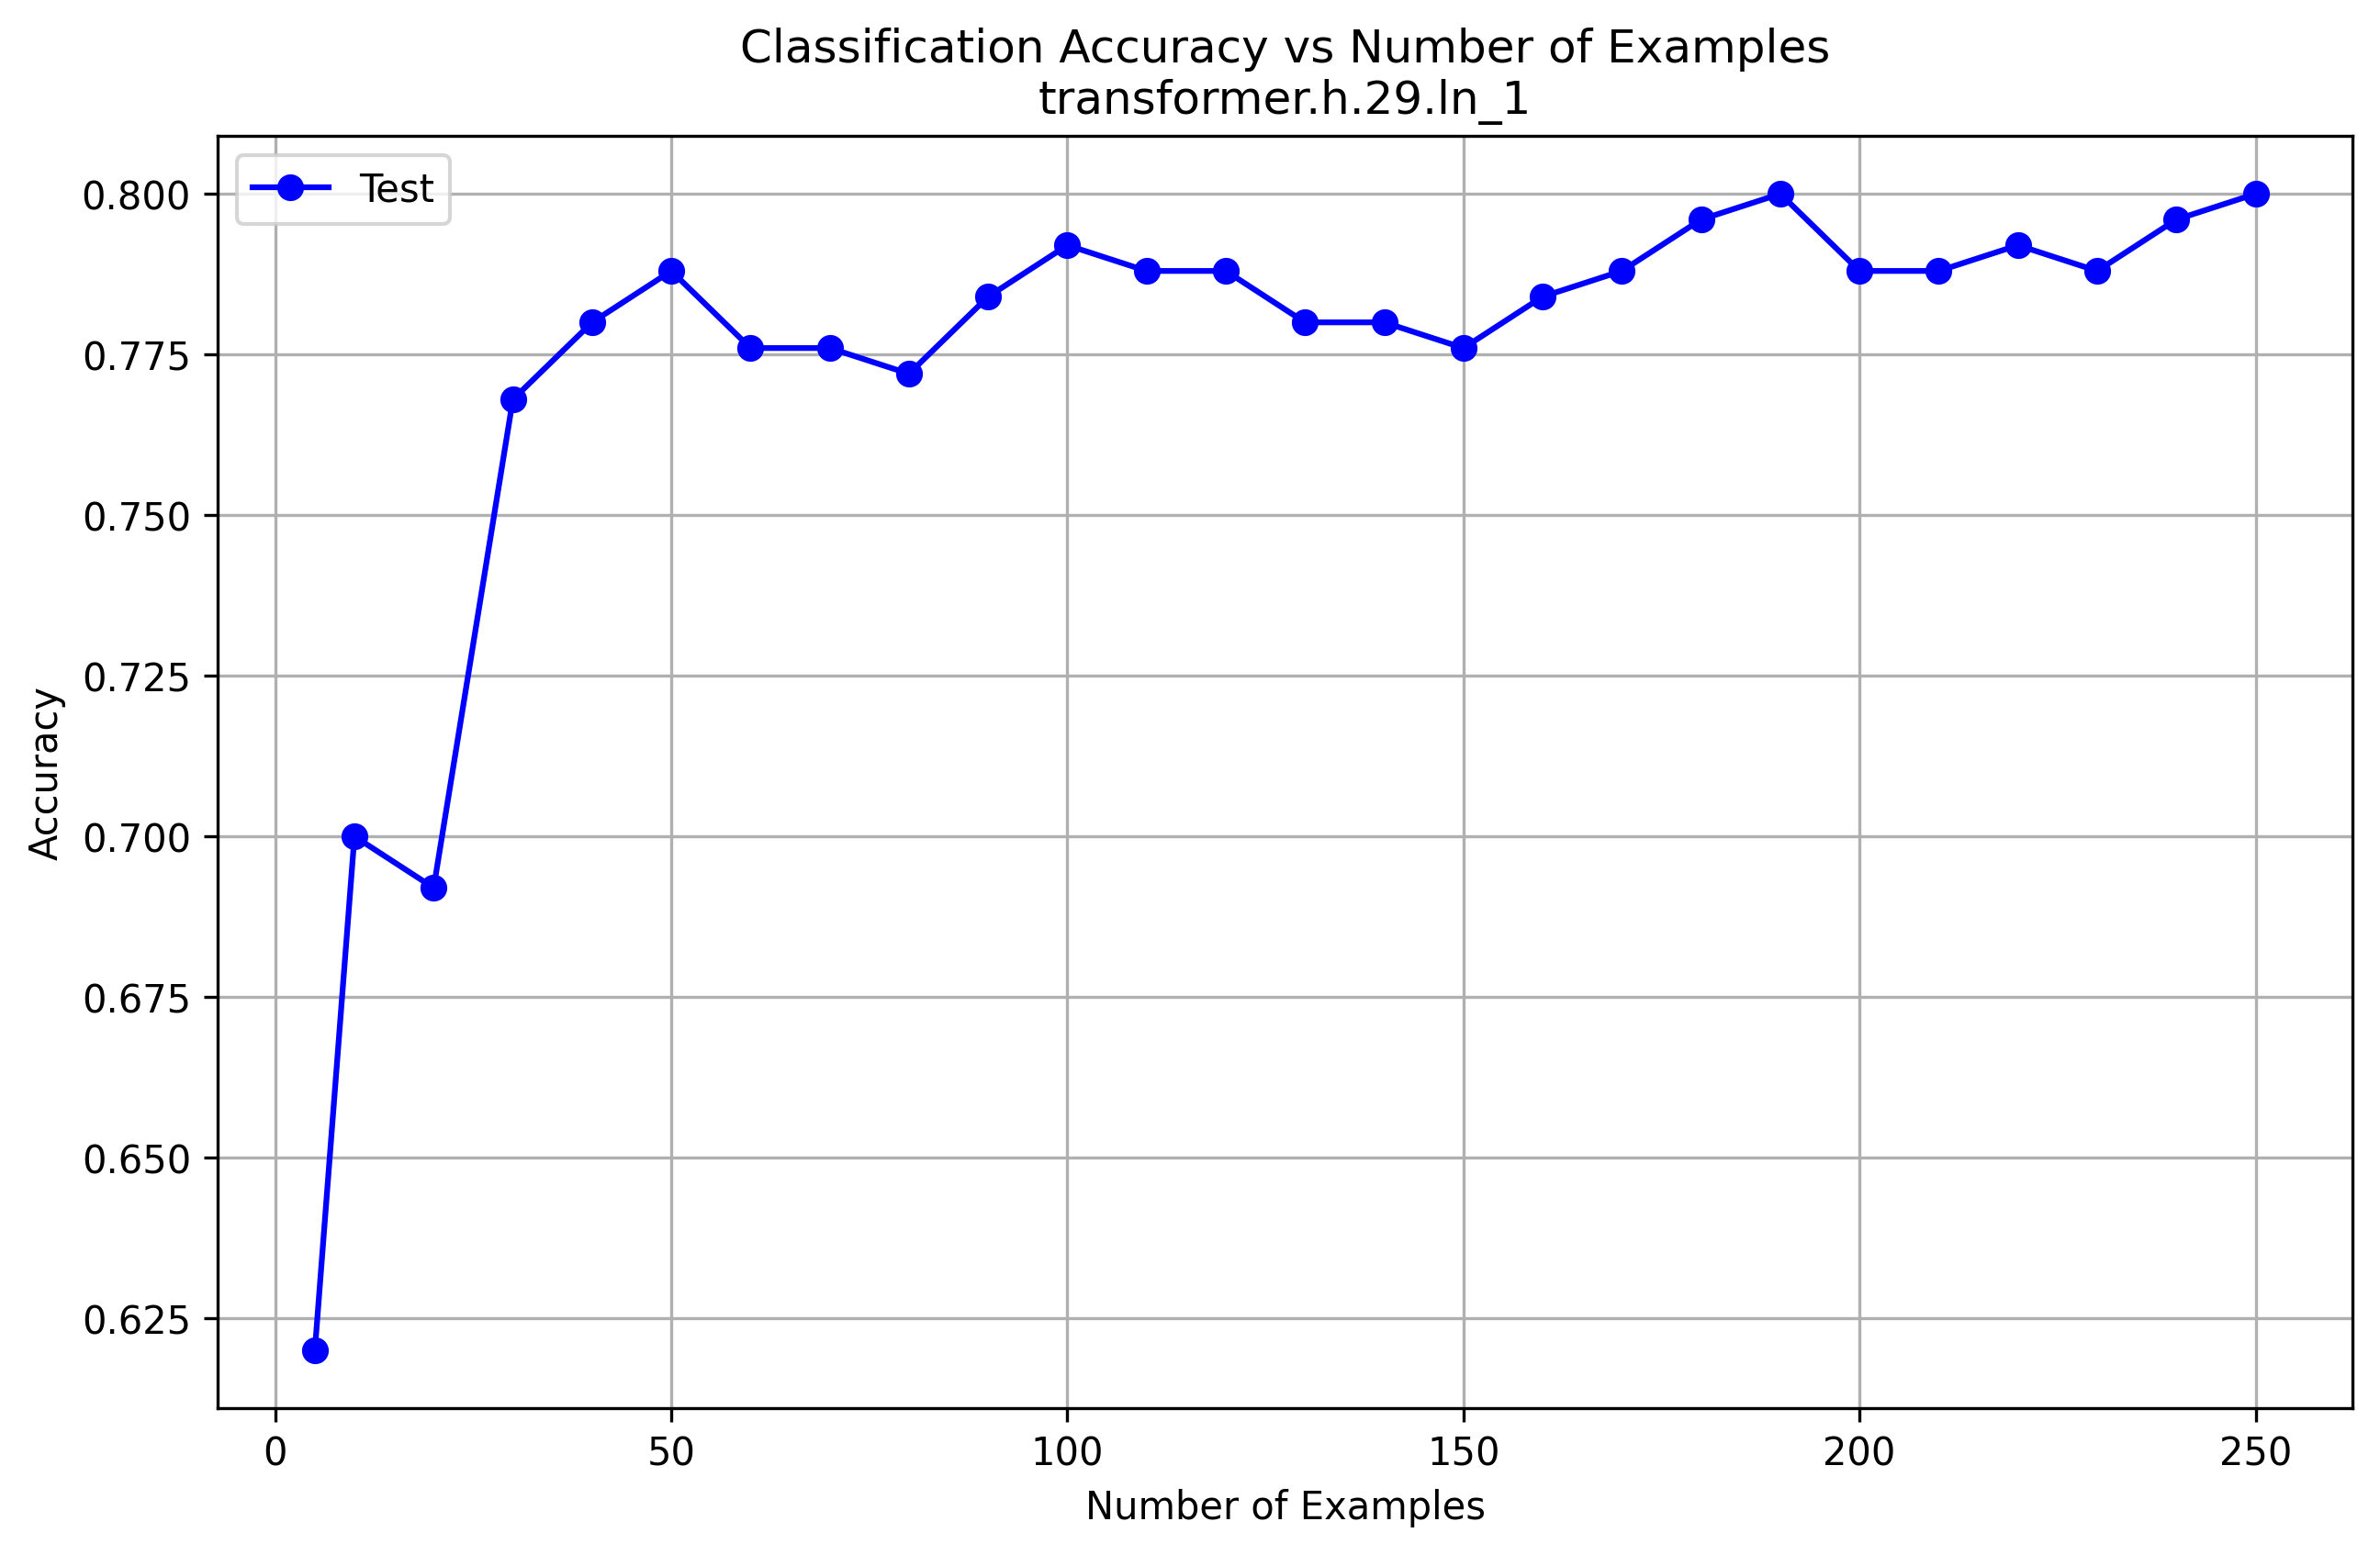 Classification Accuracy vs Number of Examples
transformer.h.29.ln_1
Test
0.800
0.775
0.750
0.725
0.700
0.675
0.650
0.625
Accuracy
0 50 100 150 200 250
Number of Examples